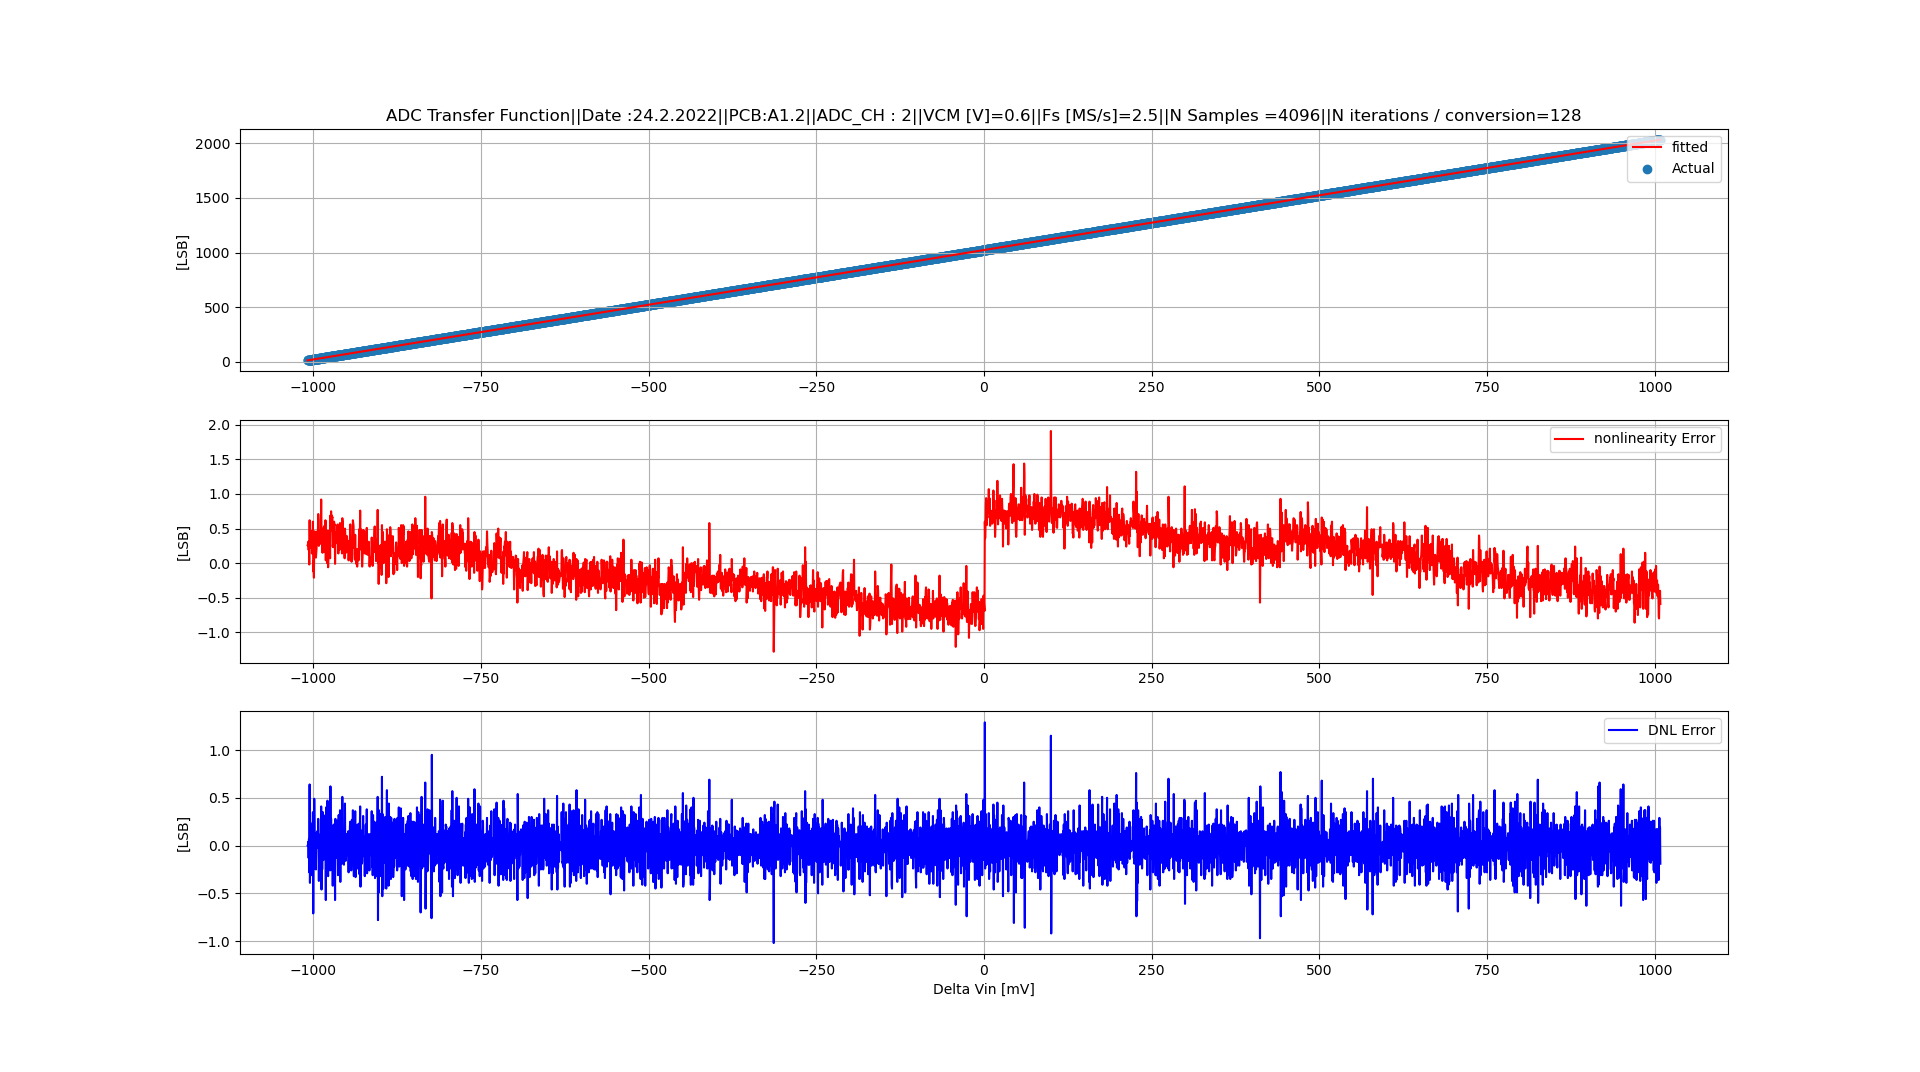 ADC Transfer Function||Date :24.2.2022||PCB:A1.2||ADC_CH : 2||VCM [V]=0.6||Fs [MS/s]=2.5||N Samples =4096||N iterations / conversion=128
2000
1500
1000
500
0
[LSB]
fitted
Actual
−1000 −750 −500 −250 0 250 500 750 1000
2.0
1.5
1.0
0.5
0.0
−0.5
−1.0
[LSB]
nonlinearity Error
−1000 −750 −500 −250 0 250 500 750 1000
1.0
0.5
0.0
−0.5
−1.0
[LSB]
DNL Error
−1000 −750 −500 −250 0 250 500 750 1000
Delta Vin [mV]